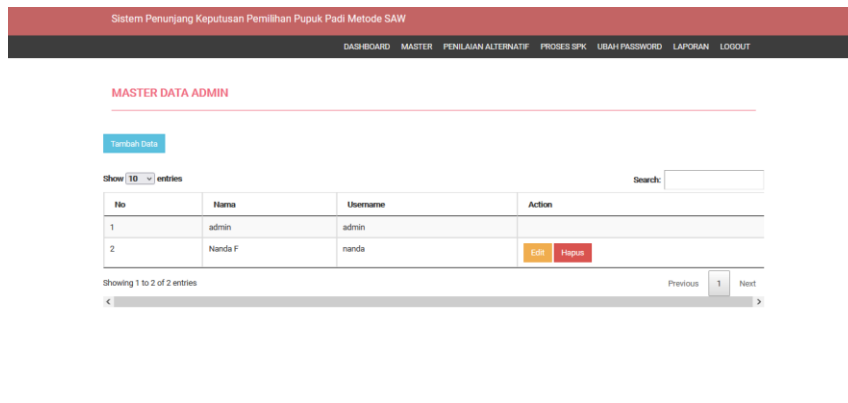 Sistem Penunjang Keputusan Pemilihan Pupuk Padi Metode SAW
DASHBOARD MASTER PENILAIAN ALTERNATIF PROSES SPK UBAH PASSWORD LAPORAN LOGOUT
MASTER DATA ADMIN
Tambah Data
Show 10 entries Search:
No Nama Username Action
1 admin admin
2 Nanda F nanda Edit Hapus
Showing 1 to 2 of 2 entries Previous 1 Next